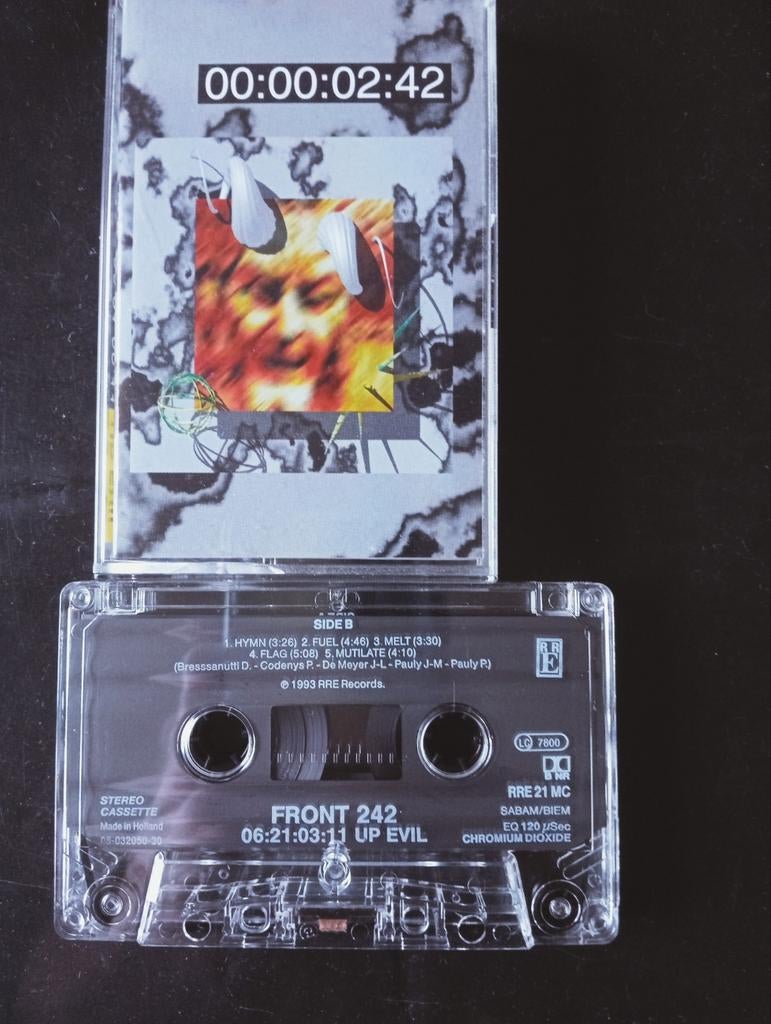 00:00:02:42
SIDE B
1. HYMN (3:26) 2. FUEL (4:46) 3. MELT (3:30)
4. FLAG (5:08) 5. MUTILATE (4:10)
(Bresssanutti D. - Codenys P. - De Meyer J-L - Pauly J-M - Pauly P.)
℗ 1993 RRE Records.
R R
E
LC 7800
B NR
RRE 21 MC
SABAM/BIEM
EQ 120 µSec
CHROMIUM DIOXIDE
STEREO
CASSETTE
Made in Holland
05-032050-20
FRONT 242
06:21:03:11 UP EVIL